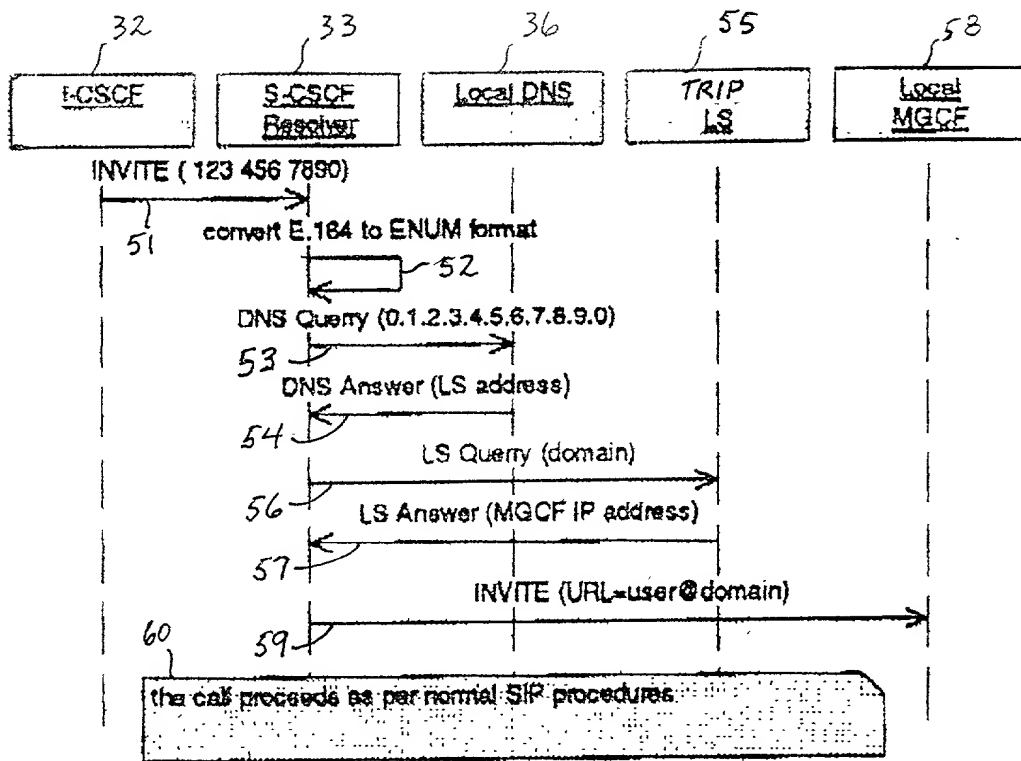 32 33 36 55 58
I-CSCF S-CSCF Resolver Local DNS TRIP LS Local MGCF
INVITE ( 123 456 7890)
51
convert E.164 to ENUM format
52
DNS Query (0.1.2.3.4.5.6.7.8.9.0)
53
DNS Answer (LS address)
54
LS Querry (domain)
56
LS Answer (MGCF IP address)
57
INVITE (URL=user@domain)
59
60
the call proceeds as per normal SIP procedures